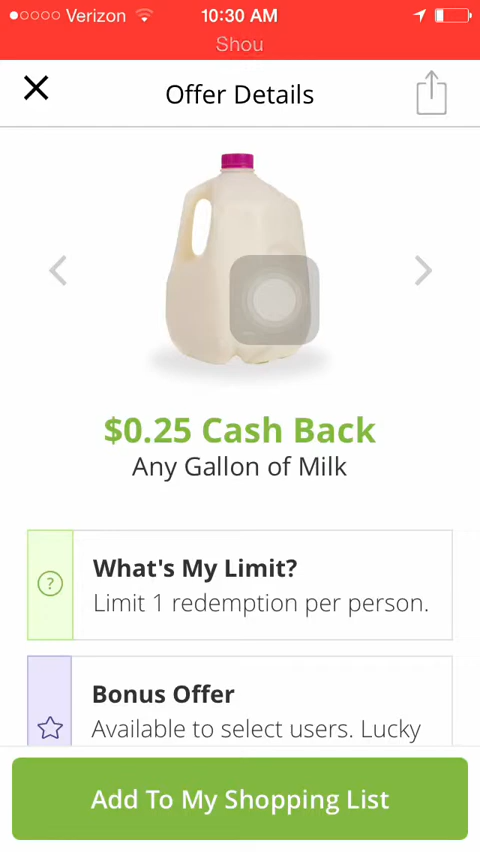 Verizon 10:30 AM
Shou
Offer Details
$0.25 Cash Back
Any Gallon of Milk
What's My Limit?
? Limit 1 redemption per person.
Bonus Offer
Available to select users. Lucky
Add To My Shopping List